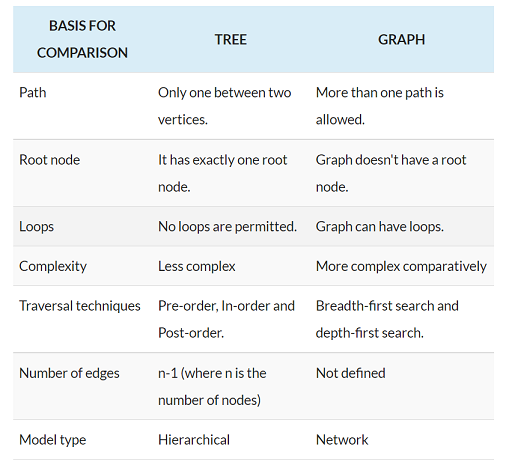 BASIS FOR
COMPARISON
TREE
GRAPH
Path
Only one between two
vertices.
More than one path is
allowed.
Root node
It has exactly one root
node.
Graph doesn't have a root
node.
Loops
No loops are permitted.
Graph can have loops.
Complexity
Less complex
More complex comparatively
Traversal techniques
Pre-order, In-order and
Post-order.
Breadth-first search and
depth-first search.
Number of edges
n-1 (where n is the
number of nodes)
Not defined
Model type
Hierarchical
Network